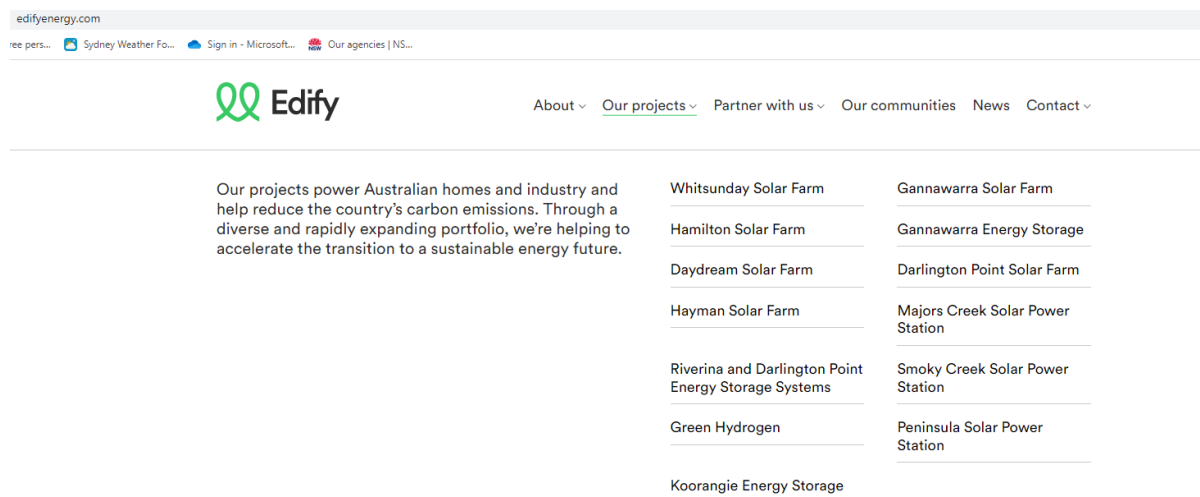 edifyenergy.com
ree pers... Sydney Weather Fo... Sign in - Microsoft... NSW Our agencies | NS...
Edify About Our projects Partner with us Our communities News Contact
Our projects power Australian homes and industry and
help reduce the country's carbon emissions. Through a
diverse and rapidly expanding portfolio, we're helping to
accelerate the transition to a sustainable energy future.
Whitsunday Solar Farm
Hamilton Solar Farm
Daydream Solar Farm
Hayman Solar Farm
Riverina and Darlington Point
Energy Storage Systems
Green Hydrogen
Koorangie Energy Storage
Gannawarra Solar Farm
Gannawarra Energy Storage
Darlington Point Solar Farm
Majors Creek Solar Power
Station
Smoky Creek Solar Power
Station
Peninsula Solar Power
Station